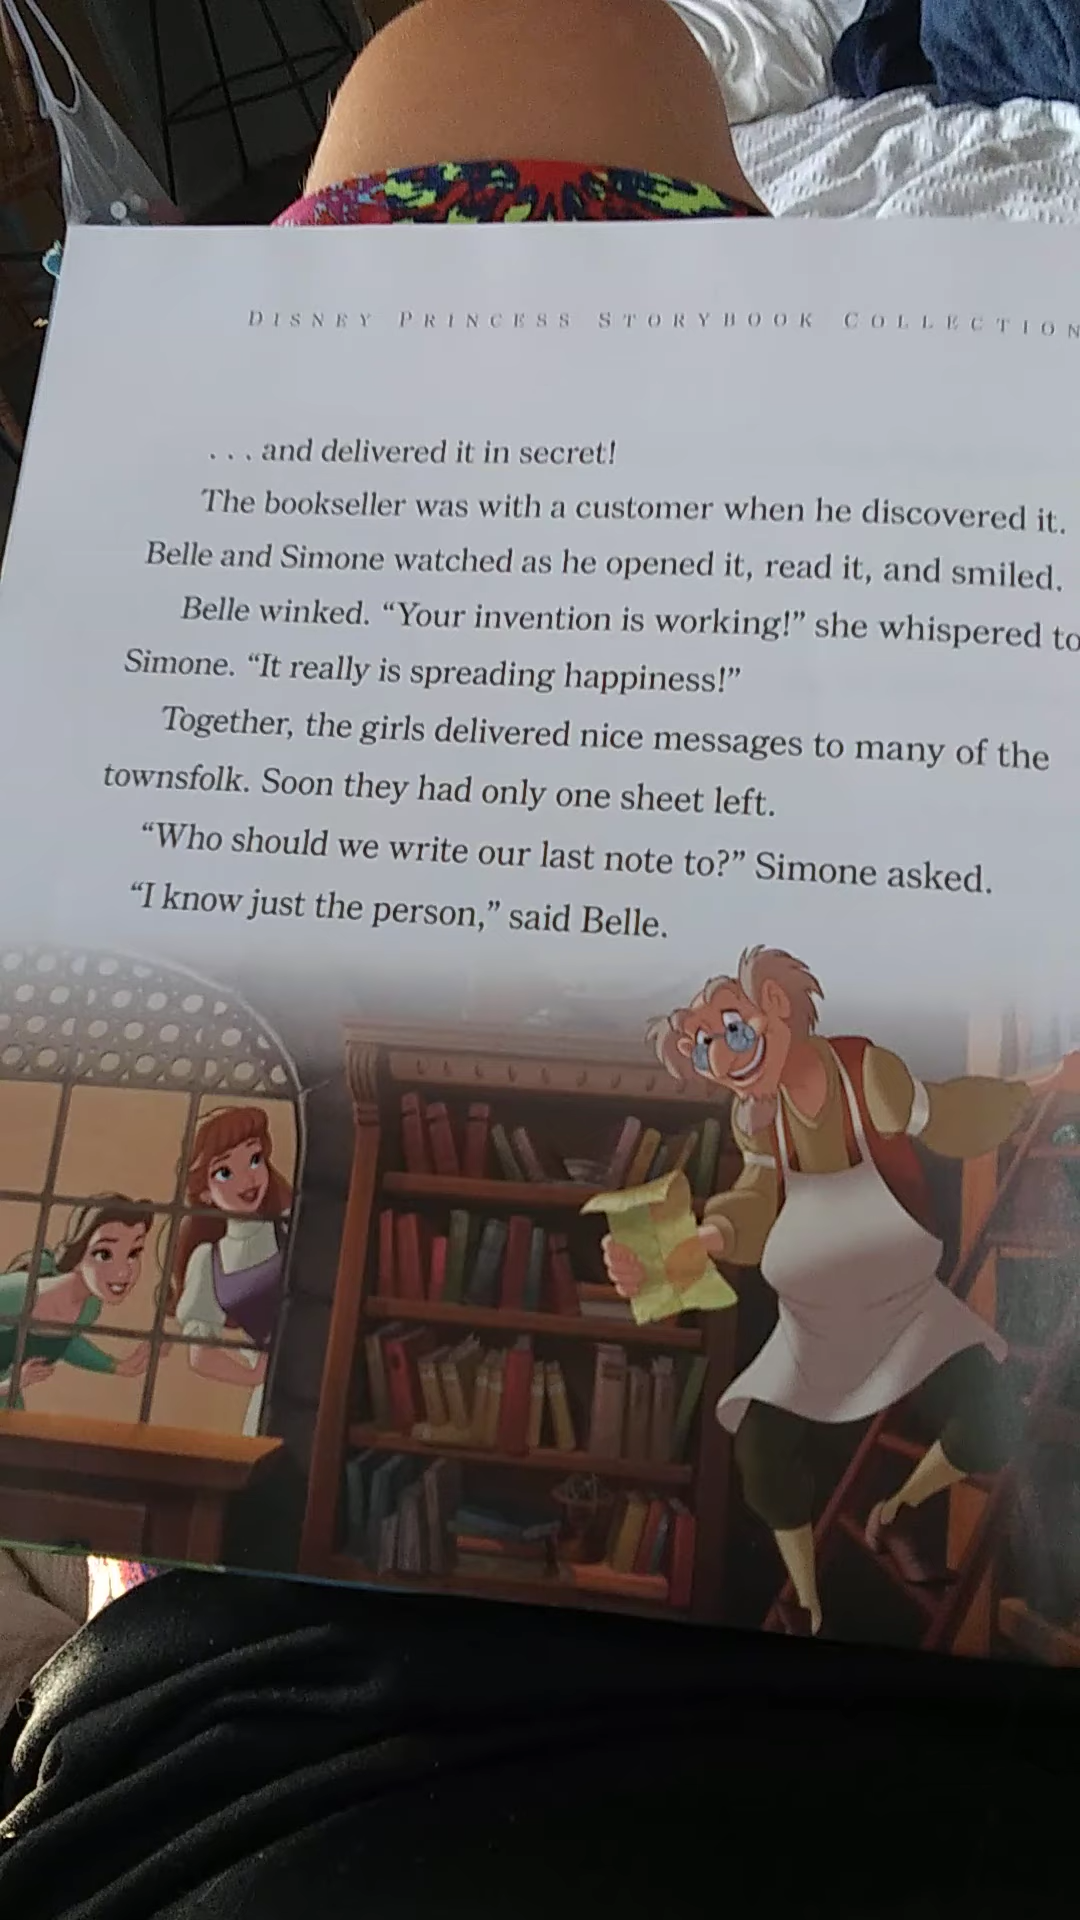 DISNEY PRINCESS STORYBOOK COLLECTION
. . . and delivered it in secret!
The bookseller was with a customer when he discovered it.
Belle and Simone watched as he opened it, read it, and smiled.
Belle winked. “Your invention is working!” she whispered to
Simone. “It really is spreading happiness!”
Together, the girls delivered nice messages to many of the
townsfolk. Soon they had only one sheet left.
“Who should we write our last note to?” Simone asked.
“I know just the person,” said Belle.